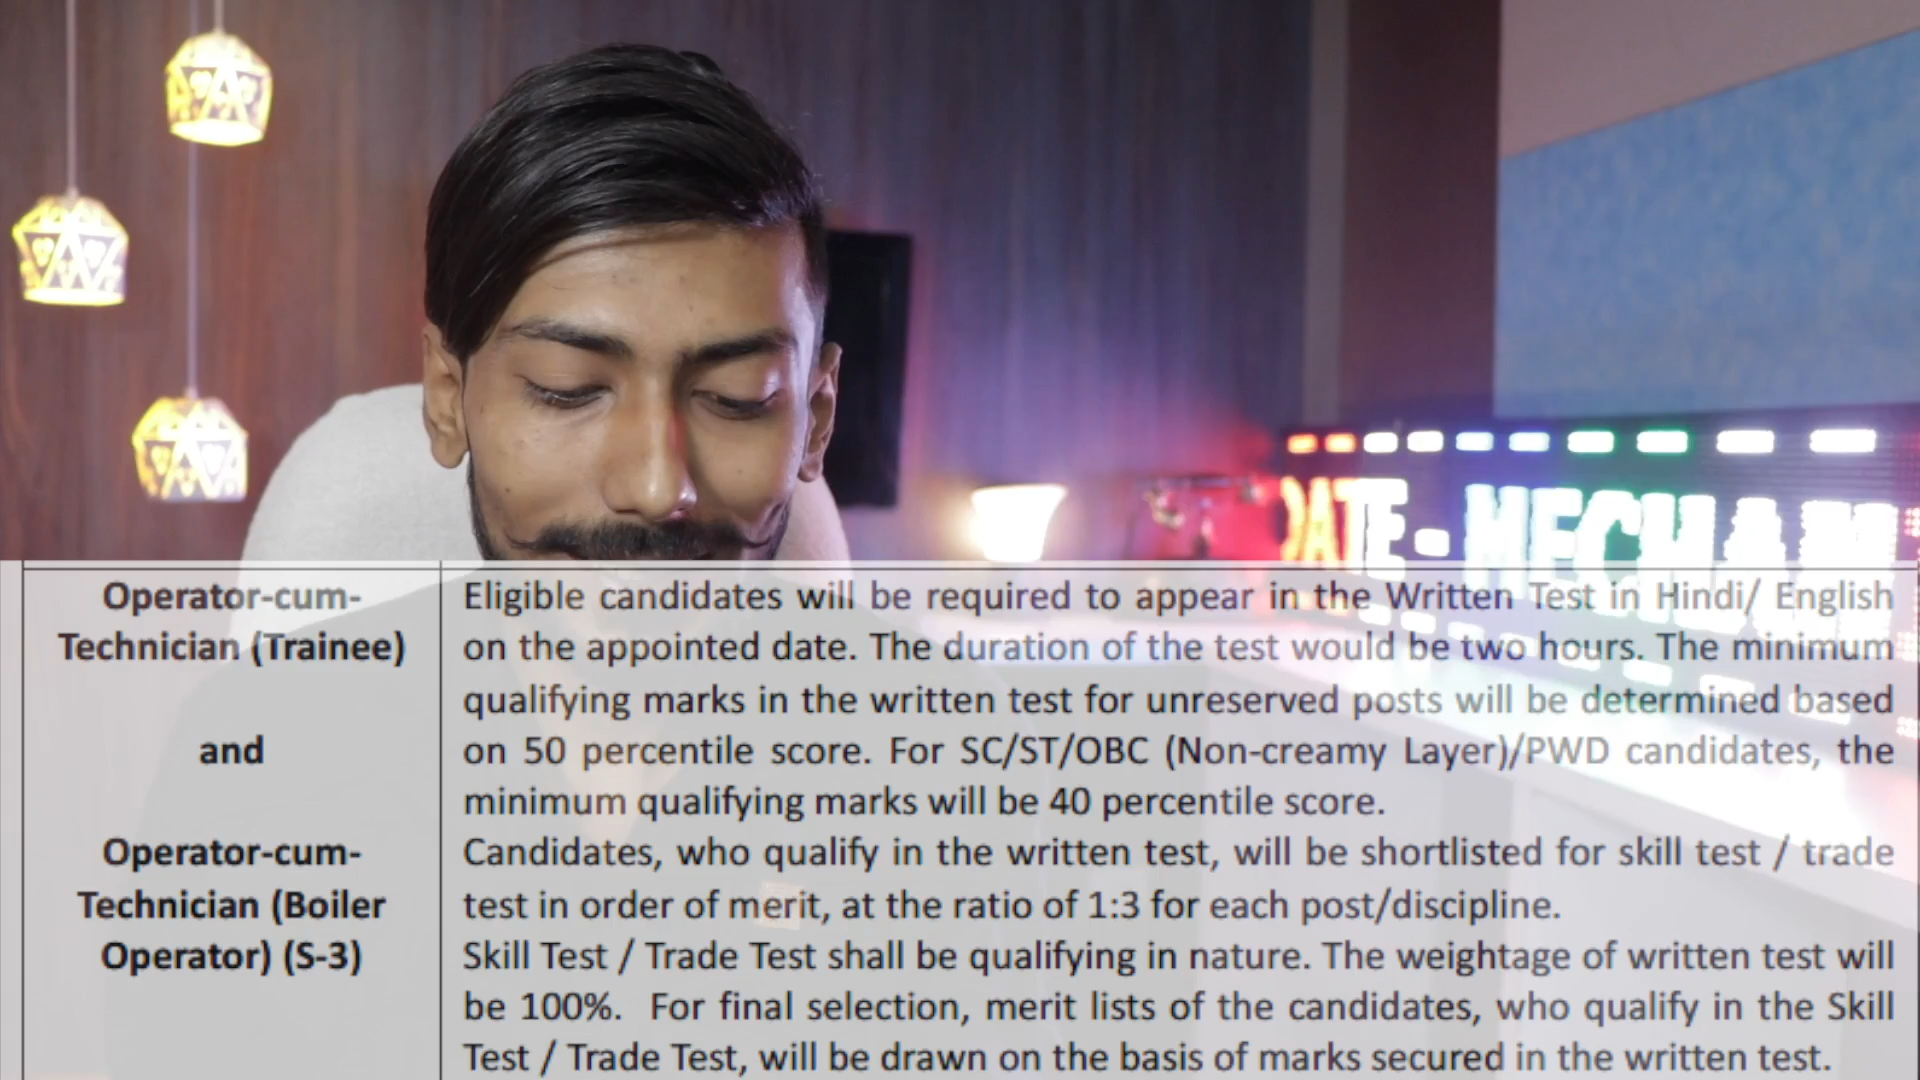 ATE-MECHAN
Operator-cum-
Technician (Trainee)
and
Operator-cum-
Technician (Boiler
Operator) (S-3)
Eligible candidates will be required to appear in the Written Test in Hindi/ English
on the appointed date. The duration of the test would be two hours. The minimum
qualifying marks in the written test for unreserved posts will be determined based
on 50 percentile score. For SC/ST/OBC (Non-creamy Layer)/PWD candidates, the
minimum qualifying marks will be 40 percentile score.
Candidates, who qualify in the written test, will be shortlisted for skill test / trade
test in order of merit, at the ratio of 1:3 for each post/discipline.
Skill Test / Trade Test shall be qualifying in nature. The weightage of written test will
be 100%. For final selection, merit lists of the candidates, who qualify in the Skill
Test / Trade Test, will be drawn on the basis of marks secured in the written test.